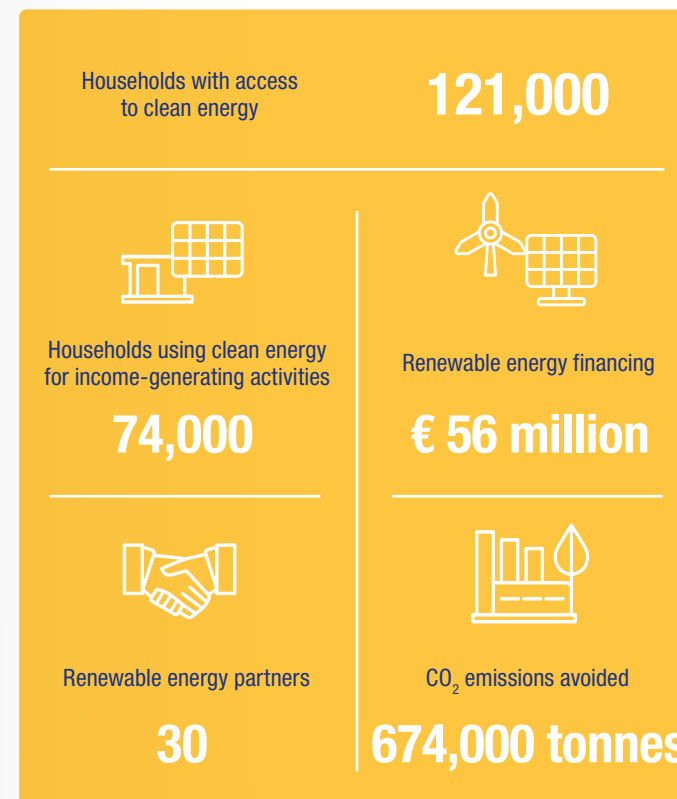 Households with access
to clean energy
121,000
Households using clean energy
for income-generating activities
74,000
Renewable energy financing
€ 56 million
Renewable energy partners
30
CO₂ emissions avoided
674,000 tonnes